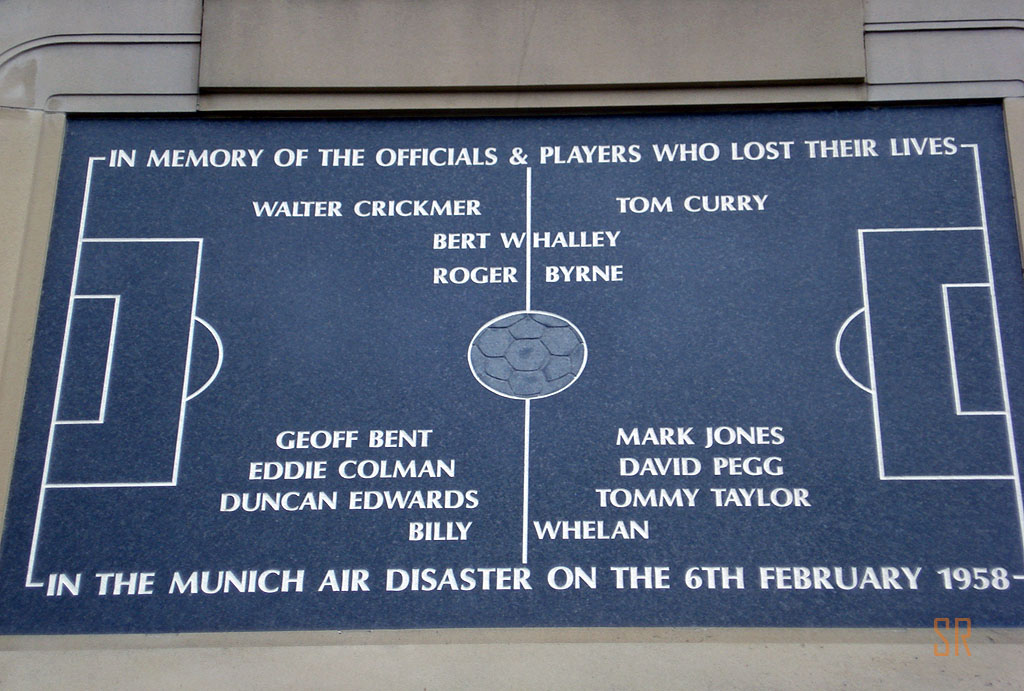 IN MEMORY OF THE OFFICIALS & PLAYERS WHO LOST THEIR LIVES
WALTER CRICKMER TOM CURRY
BERT WHALLEY
ROGER BYRNE
GEOFF BENT MARK JONES
EDDIE COLMAN DAVID PEGG
DUNCAN EDWARDS TOMMY TAYLOR
BILLY WHELAN
IN THE MUNICH AIR DISASTER ON THE 6TH FEBRUARY 1958
SR